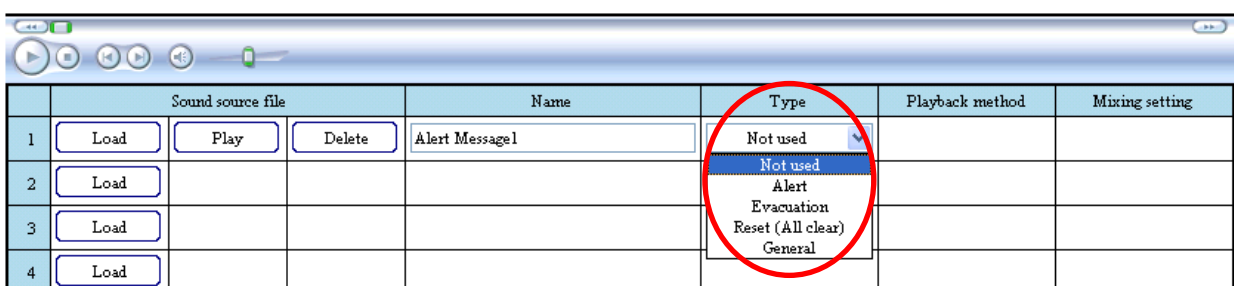 Sound source file Name Type Playback method Mixing setting
1 Load Play Delete Alert Message1 Not used
Not used
2 Load
Alert
Evacuation
3 Load
Reset (All clear)
General
4 Load